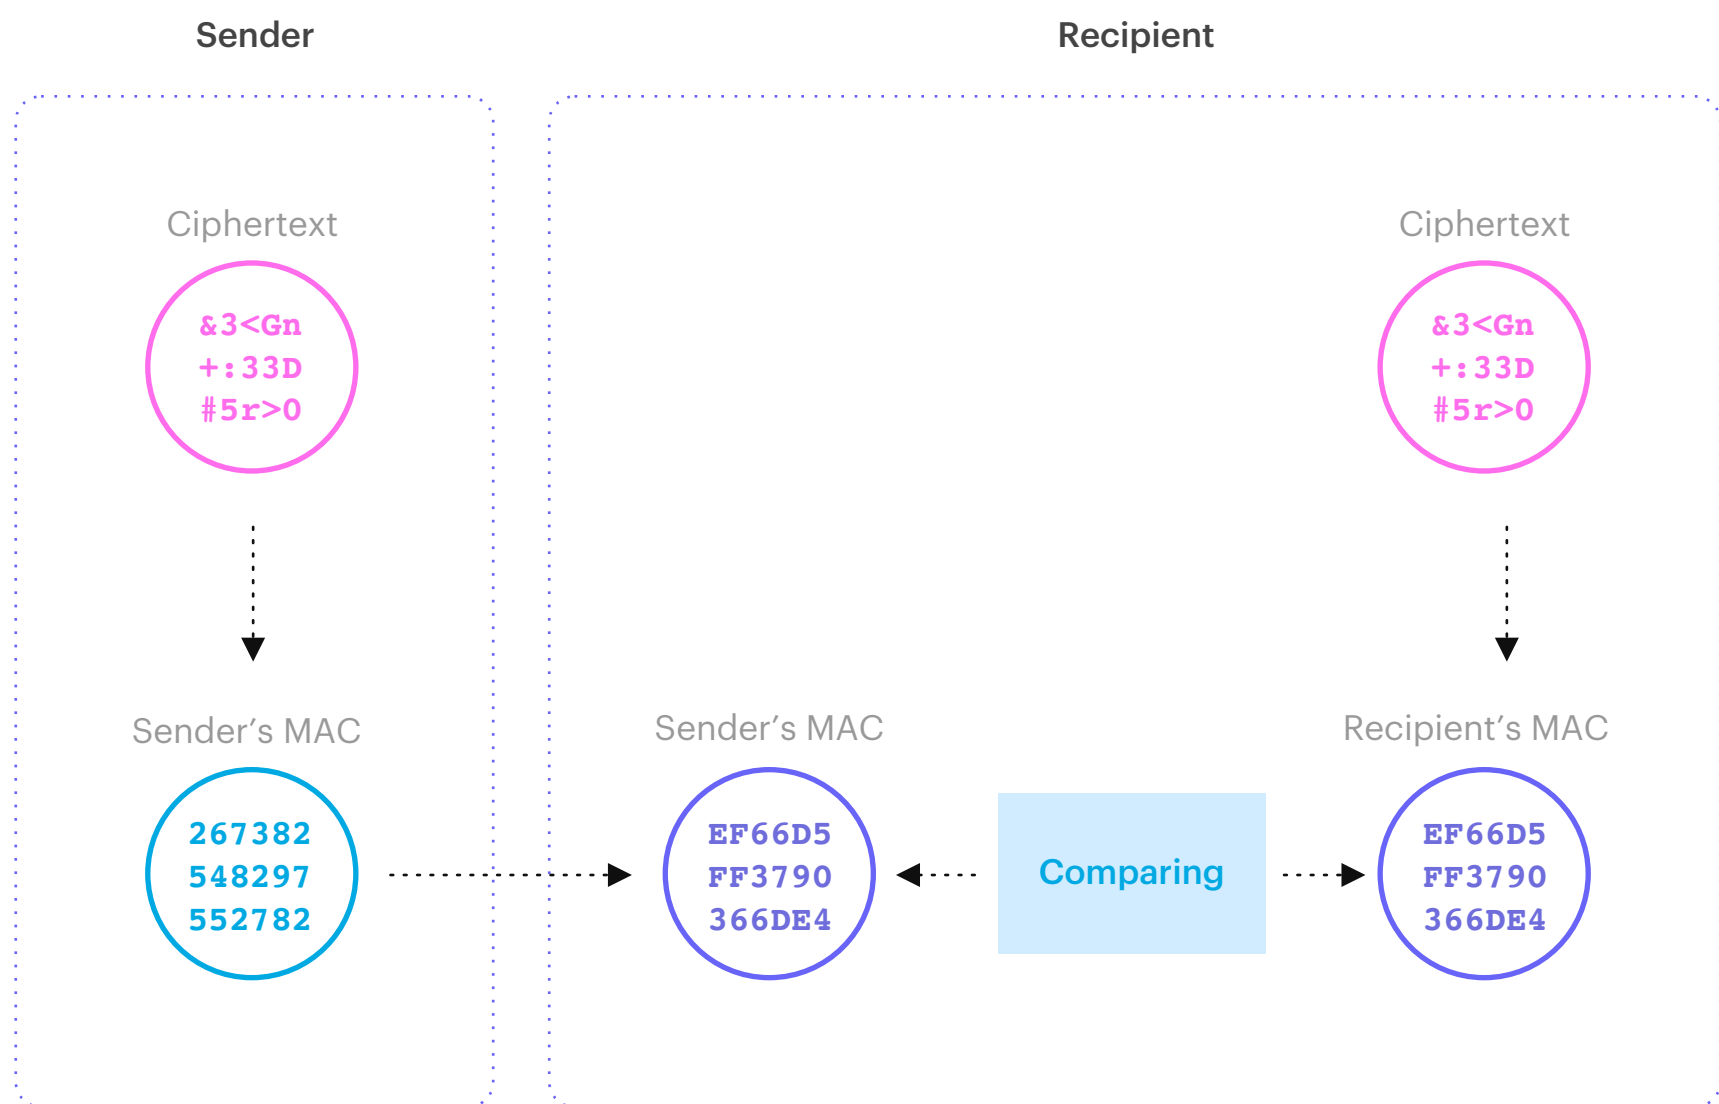 Sender
Recipient
Ciphertext
Ciphertext
&3<Gn
+:33D
#5r>0
&3<Gn
+:33D
#5r>0
Sender’s MAC
Sender’s MAC
Recipient’s MAC
267382
548297
552782
EF66D5
FF3790
366DE4
Comparing
EF66D5
FF3790
366DE4